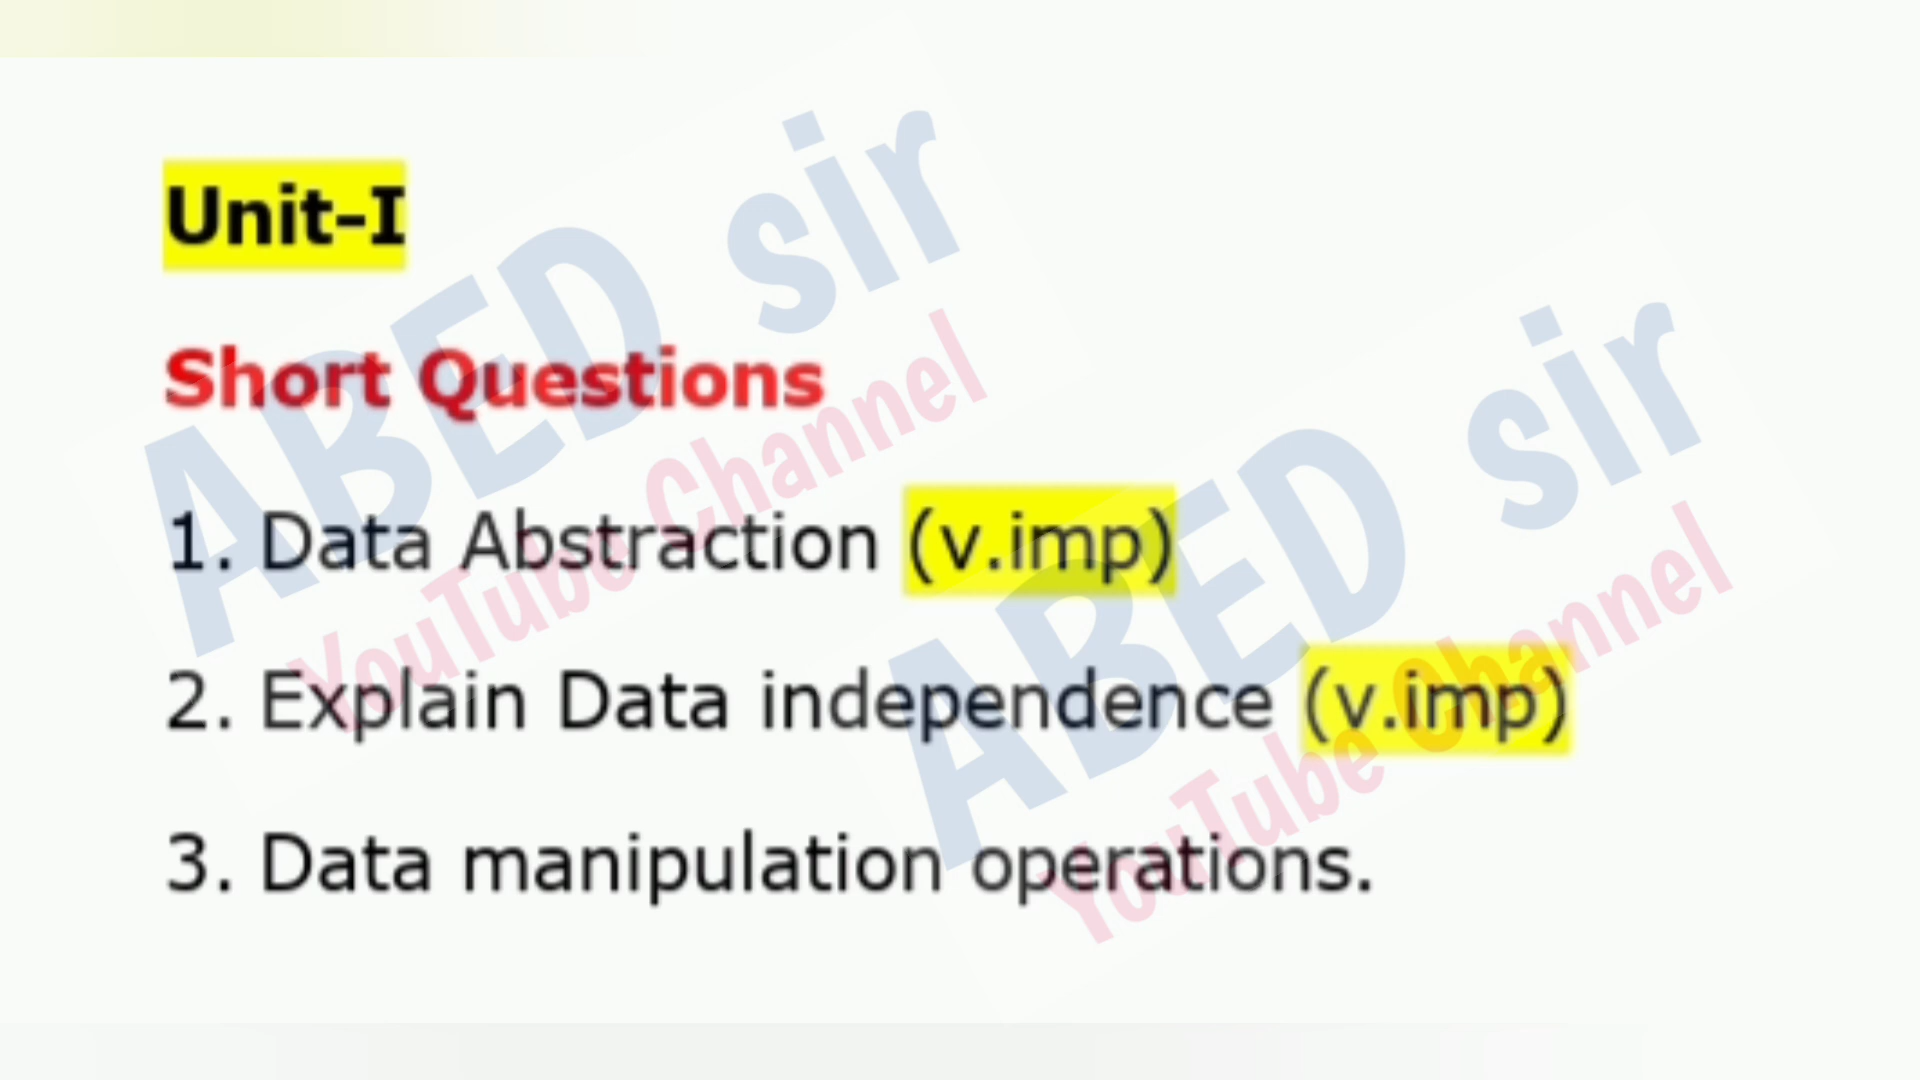 Unit-I
Short Questions
1. Data Abstraction (v.imp)
2. Explain Data independence (v.imp)
3. Data manipulation operations.
ABED sir
YouTube Channel
ABED sir
YouTube Channel